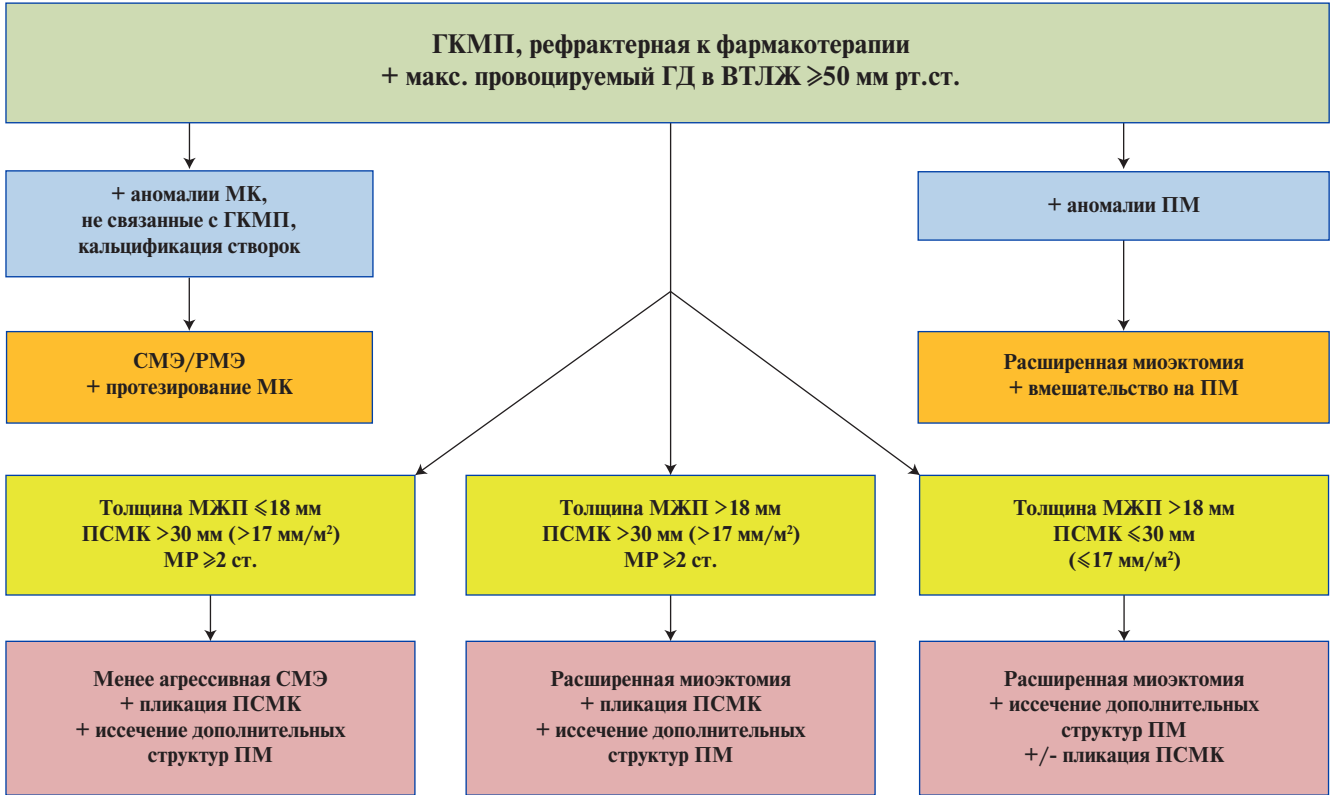 ГКМП, рефрактерная к фармакотерапии
+ макс. провоцируемый ГД в ВТЛЖ ⩾50 мм рт.ст.
+ аномалии МК,
не связанные с ГКМП,
кальцификация створок
+ аномалии ПМ
СМЭ/РМЭ
+ протезирование МК
Расширенная миоэктомия
+ вмешательство на ПМ
Толщина МЖП ⩽18 мм
ПСМК >30 мм (>17 мм/м²)
МР ⩾2 ст.
Толщина МЖП >18 мм
ПСМК >30 мм (>17 мм/м²)
МР ⩾2 ст.
Толщина МЖП >18 мм
ПСМК ⩽30 мм
(⩽17 мм/м²)
Менее агрессивная СМЭ
+ пликация ПСМК
+ иссечение дополнительных
структур ПМ
Расширенная миоэктомия
+ пликация ПСМК
+ иссечение дополнительных
структур ПМ
Расширенная миоэктомия
+ иссечение дополнительных
структур ПМ
+/- пликация ПСМК